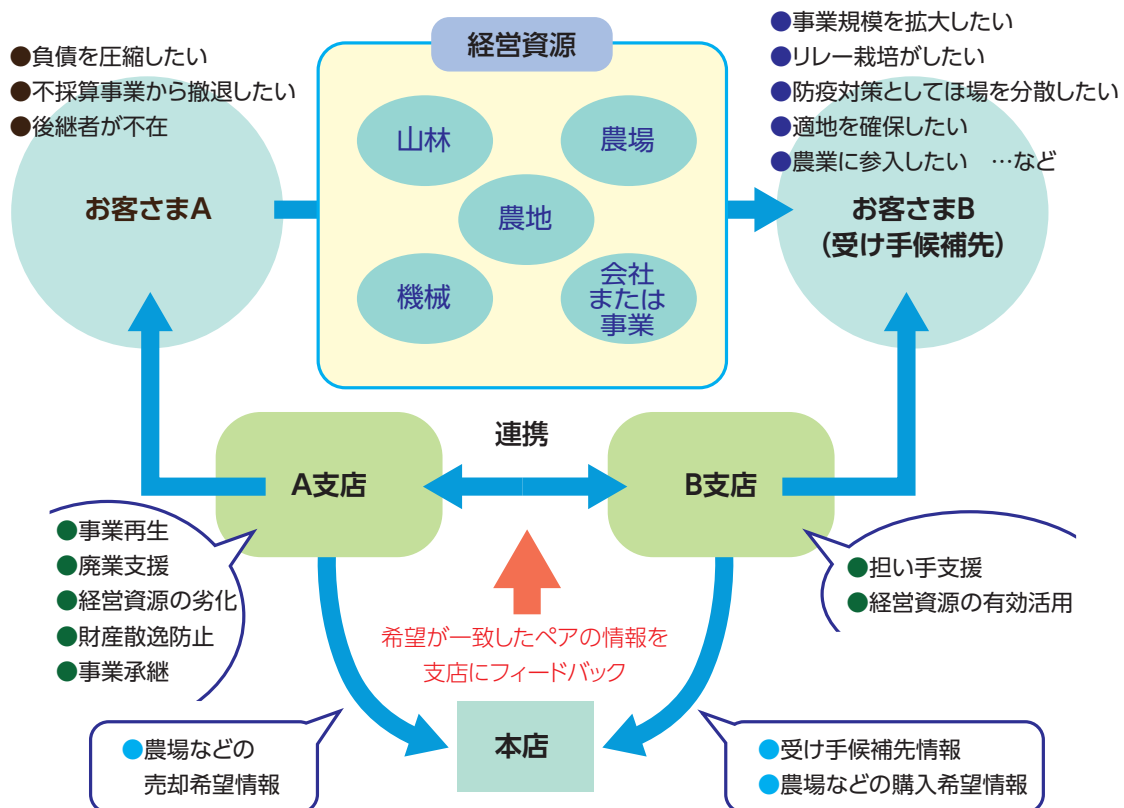 ●負債を圧縮したい
●不採算事業から撤退したい
●後継者が不在
お客さまA
経営資源
山林
農場
農地
機械
会社
または
事業
●事業規模を拡大したい
●リレー栽培がしたい
●防疫対策としてほ場を分散したい
●適地を確保したい
●農業に参入したい　…など
お客さまB
（受け手候補先）
A支店
連携
B支店
●事業再生
●廃業支援
●経営資源の劣化
●財産散逸防止
●事業承継
●担い手支援
●経営資源の有効活用
希望が一致したペアの情報を
支店にフィードバック
●農場などの
売却希望情報
本店
●受け手候補先情報
●農場などの購入希望情報